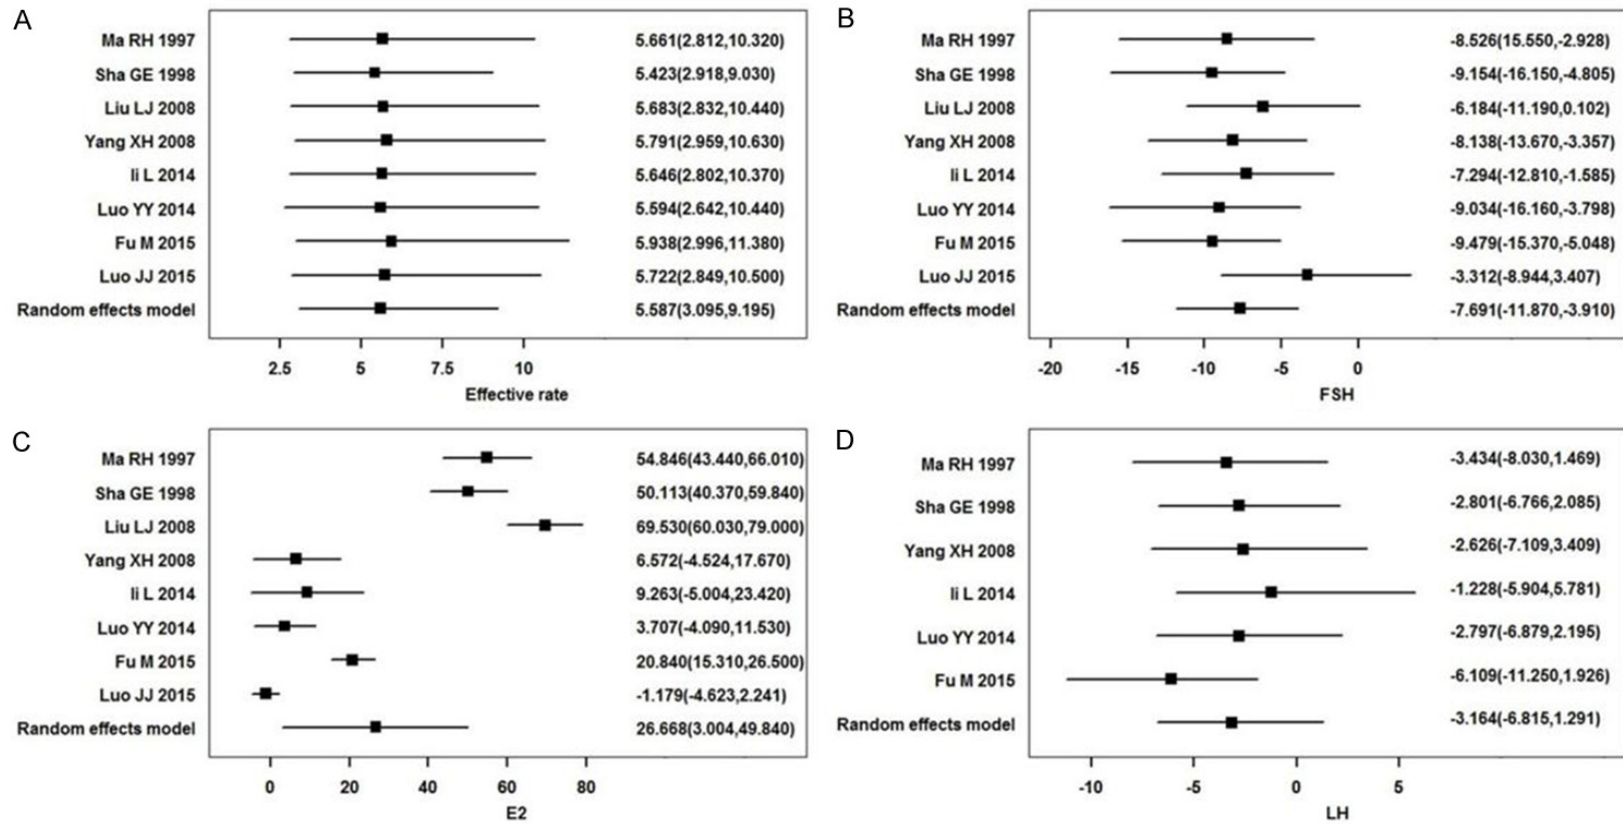 A
Ma RH 1997 5.661(2.812,10.320)
Sha GE 1998 5.423(2.918,9.030)
Liu LJ 2008 5.683(2.832,10.440)
Yang XH 2008 5.791(2.959,10.630)
li L 2014 5.646(2.802,10.370)
Luo YY 2014 5.594(2.642,10.440)
Fu M 2015 5.938(2.996,11.380)
Luo JJ 2015 5.722(2.849,10.500)
Random effects model 5.587(3.095,9.195)
2.5 5 7.5 10
Effective rate
B
Ma RH 1997 -8.526(15.550,-2.928)
Sha GE 1998 -9.154(-16.150,-4.805)
Liu LJ 2008 -6.184(-11.190,0.102)
Yang XH 2008 -8.138(-13.670,-3.357)
li L 2014 -7.294(-12.810,-1.585)
Luo YY 2014 -9.034(-16.160,-3.798)
Fu M 2015 -9.479(-15.370,-5.048)
Luo JJ 2015 -3.312(-8.944,3.407)
Random effects model -7.691(-11.870,-3.910)
-20 -15 -10 -5 0
FSH
C
Ma RH 1997 54.846(43.440,66.010)
Sha GE 1998 50.113(40.370,59.840)
Liu LJ 2008 69.530(60.030,79.000)
Yang XH 2008 6.572(-4.524,17.670)
li L 2014 9.263(-5.004,23.420)
Luo YY 2014 3.707(-4.090,11.530)
Fu M 2015 20.840(15.310,26.500)
Luo JJ 2015 -1.179(-4.623,2.241)
Random effects model 26.668(3.004,49.840)
0 20 40 60 80
E2
D
Ma RH 1997 -3.434(-8.030,1.469)
Sha GE 1998 -2.801(-6.766,2.085)
Yang XH 2008 -2.626(-7.109,3.409)
li L 2014 -1.228(-5.904,5.781)
Luo YY 2014 -2.797(-6.879,2.195)
Fu M 2015 -6.109(-11.250,1.926)
Random effects model -3.164(-6.815,1.291)
-10 -5 0 5
LH